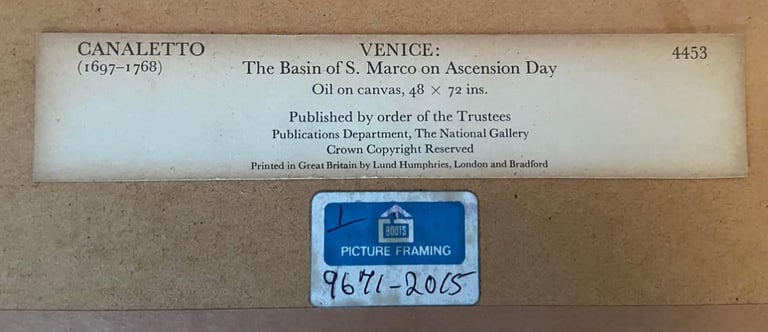 CANALETTO
(1697–1768)
VENICE:
The Basin of S. Marco on Ascension Day
Oil on canvas, 48 × 72 ins.
4453
Published by order of the Trustees
Publications Department, The National Gallery
Crown Copyright Reserved
Printed in Great Britain by Lund Humphries, London and Bradford
1
BOOTS
PICTURE FRAMING
9671-2015